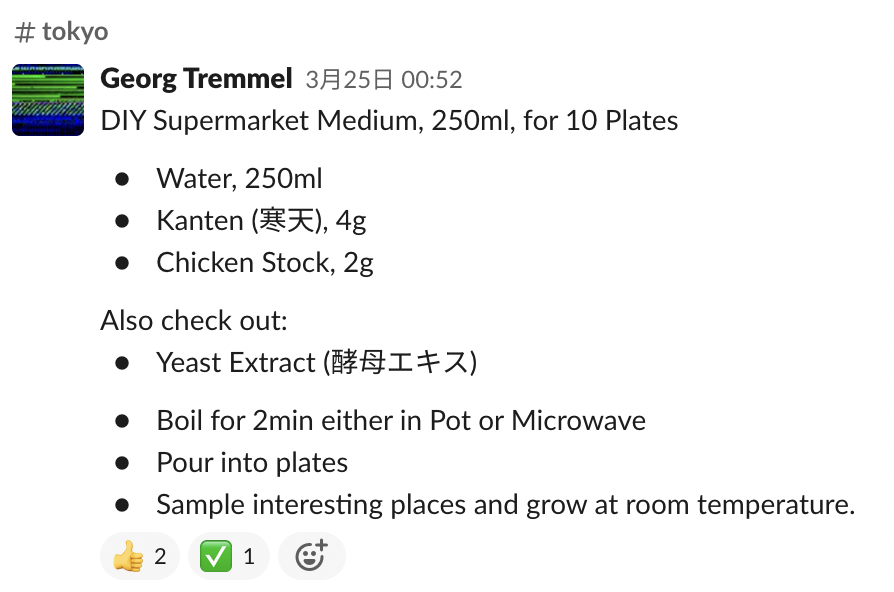 # tokyo
Georg Tremmel 3月25日 00:52
DIY Supermarket Medium, 250ml, for 10 Plates
● Water, 250ml
● Kanten (寒天), 4g
● Chicken Stock, 2g
Also check out:
● Yeast Extract (酵母エキス)
● Boil for 2min either in Pot or Microwave
● Pour into plates
● Sample interesting places and grow at room temperature.
👍 2 ✅ 1